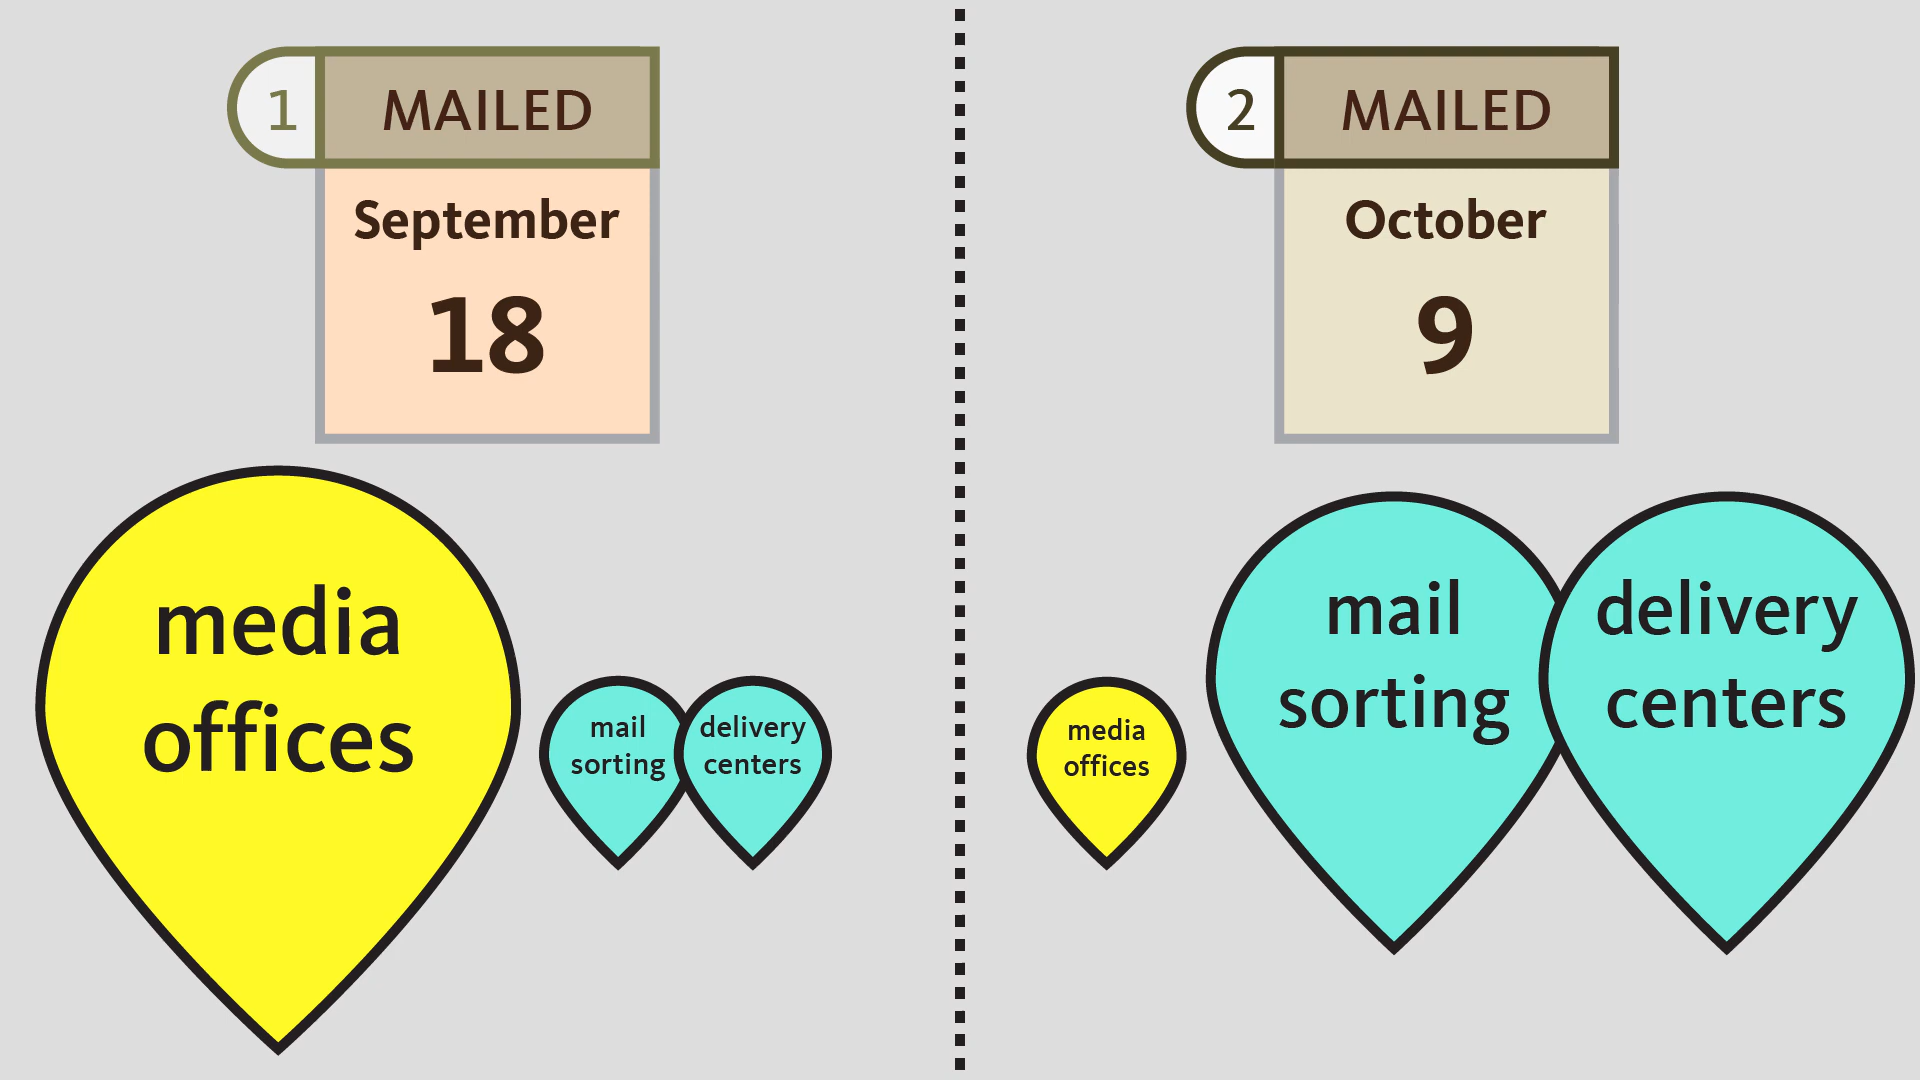 1
MAILED
September
18
media
offices
mail
sorting
delivery
centers
2
MAILED
October
9
media
offices
mail
sorting
delivery
centers